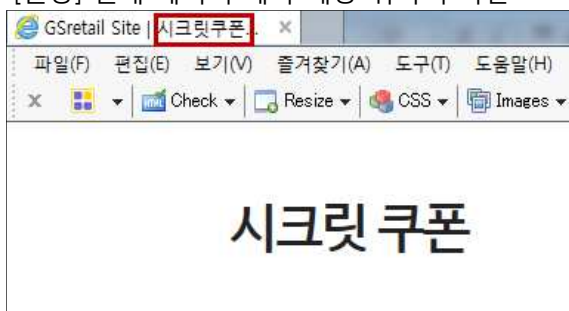 GSretail Site | 시크릿쿠폰...
파일(F) 편집(E) 보기(V) 즐겨찾기(A) 도구(T) 도움말(H)
x Check Resize CSS Images
시크릿 쿠폰